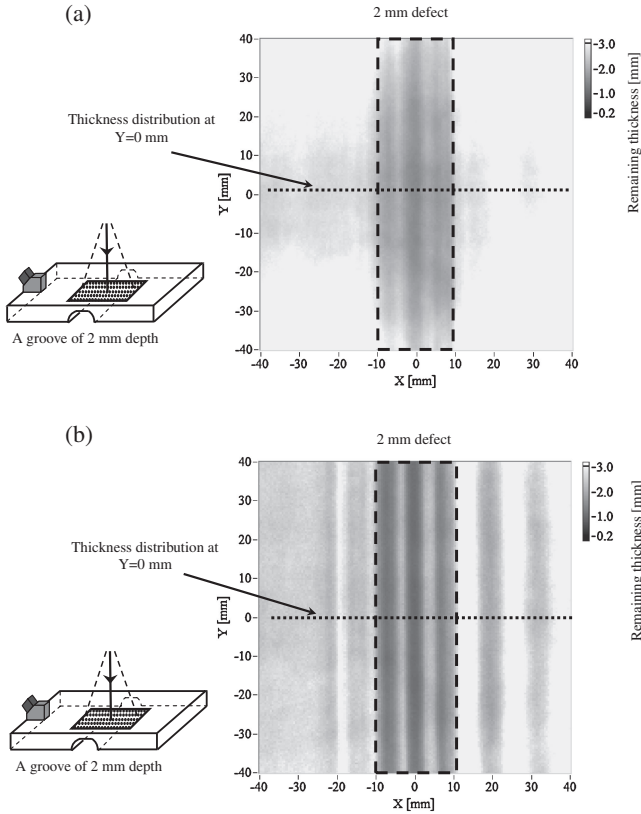 (a)
2 mm defect
Thickness distribution at
Y=0 mm
A groove of 2 mm depth
40
30
20
10
0
-10
-20
-30
-40
Y [mm]
-40 -30 -20 -10 0 10 20 30 40
X [mm]
-3.0
-2.0
-1.0
-0.2
Remaining thickness [mm]
(b)
2 mm defect
Thickness distribution at
Y=0 mm
A groove of 2 mm depth
40
30
20
10
0
-10
-20
-30
-40
Y [mm]
-40 -30 -20 -10 0 10 20 30 40
X [mm]
-3.0
-2.0
-1.0
-0.2
Remaining thickness [mm]